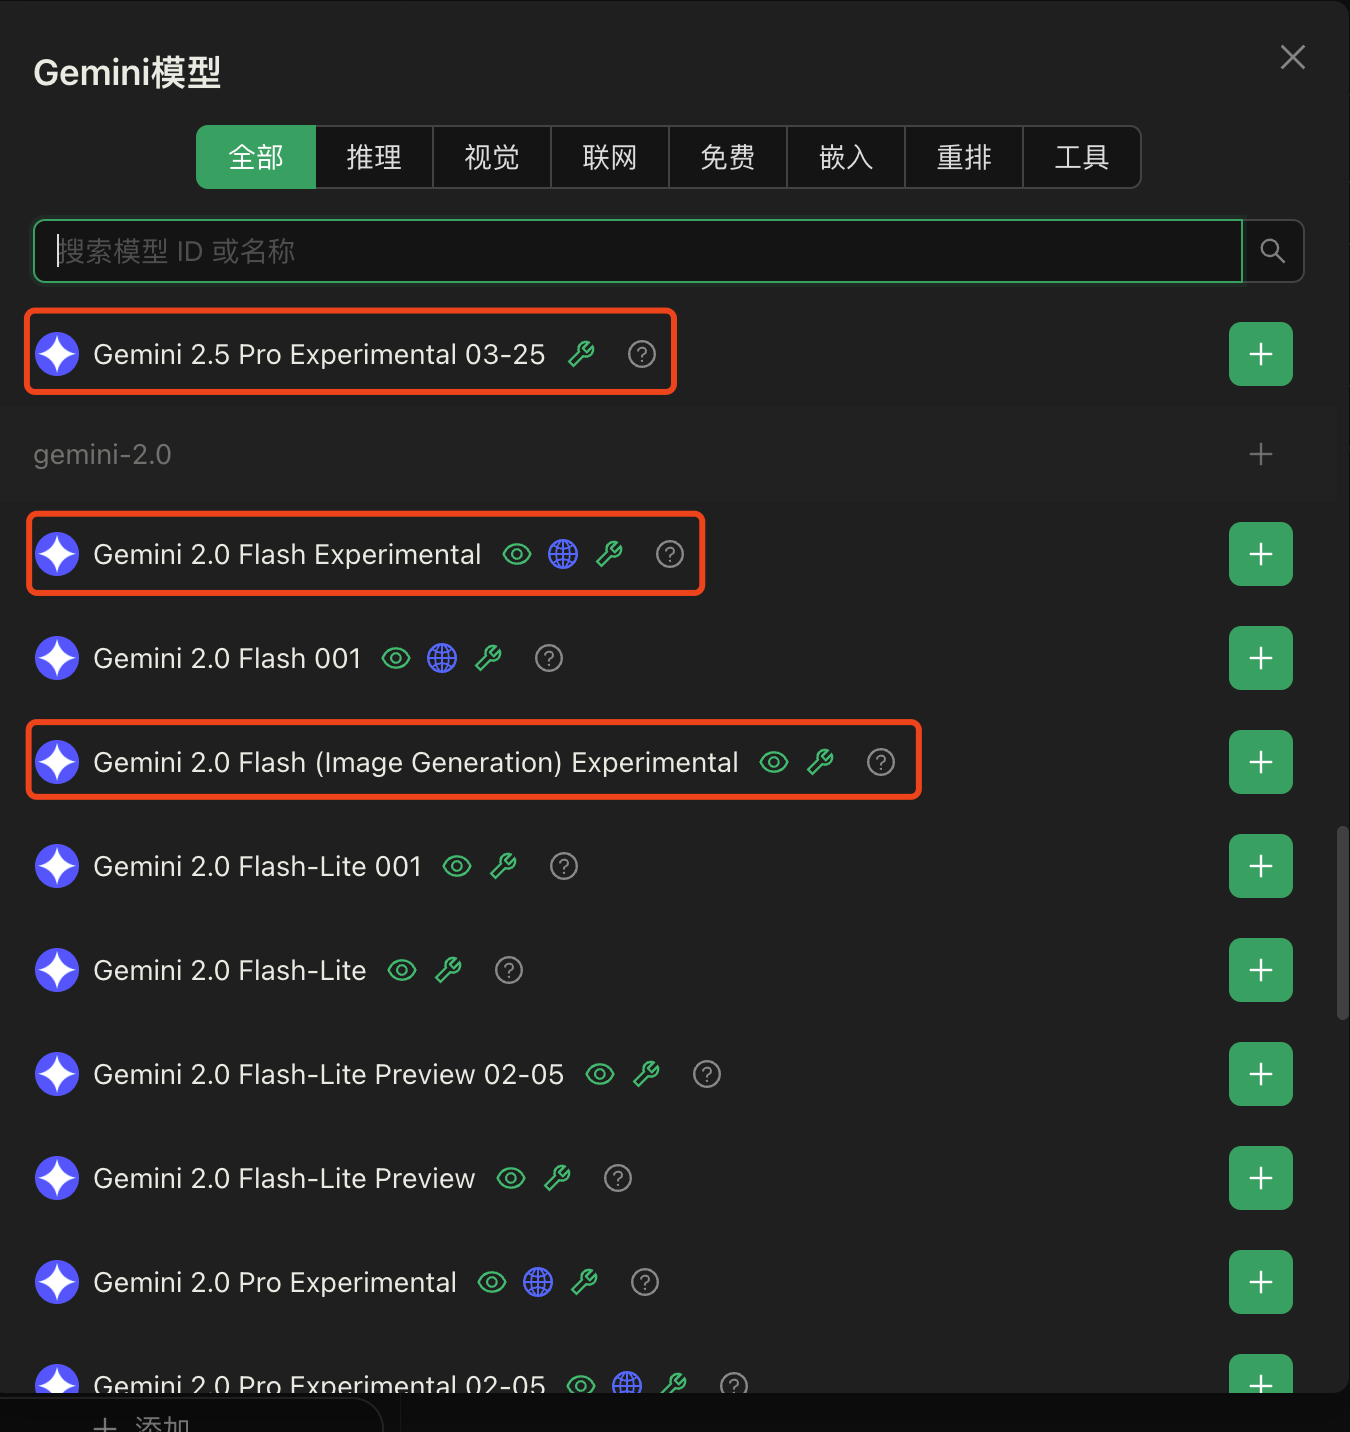 Gemini模型
全部 推理 视觉 联网 免费 嵌入 重排 工具
搜索模型 ID 或名称
Gemini 2.5 Pro Experimental 03-25
gemini-2.0
Gemini 2.0 Flash Experimental
Gemini 2.0 Flash 001
Gemini 2.0 Flash (Image Generation) Experimental
Gemini 2.0 Flash-Lite 001
Gemini 2.0 Flash-Lite
Gemini 2.0 Flash-Lite Preview 02-05
Gemini 2.0 Flash-Lite Preview
Gemini 2.0 Pro Experimental
Gemini 2.0 Pro Experimental 02-05
添加